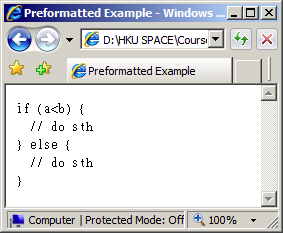 Preformatted Example - Windows ...
D:\HKU SPACE\Course
Preformatted Example
if (a<b) {
  // do sth
} else {
  // do sth
}
Computer | Protected Mode: Off
100%